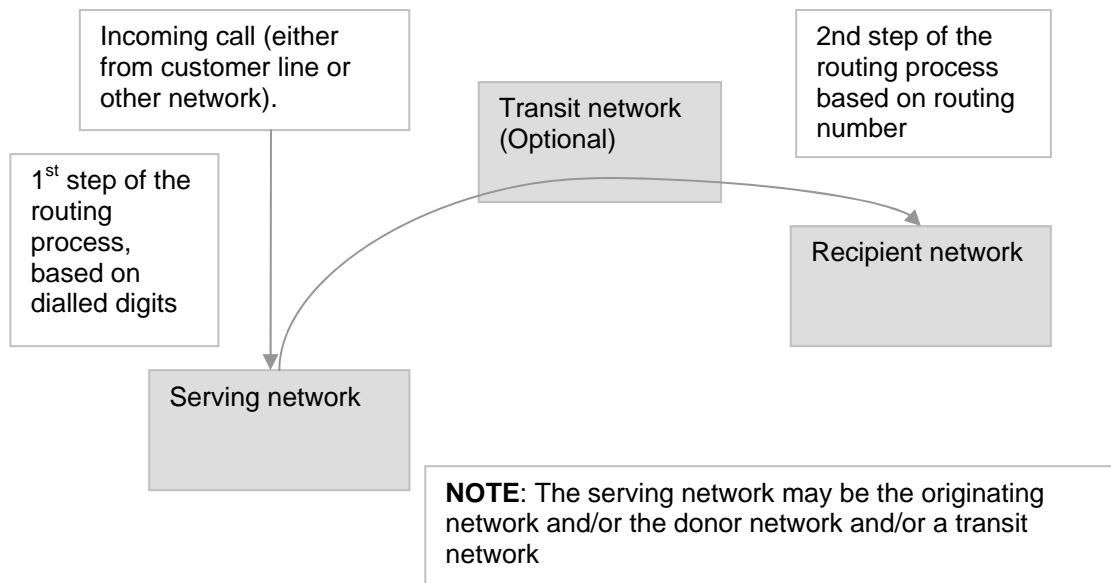 Incoming call (either
from customer line or
other network).
2nd step of the
routing process
based on routing
number
Transit network
(Optional)
1st step of the
routing
process,
based on
dialled digits
Recipient network
Serving network
NOTE: The serving network may be the originating
network and/or the donor network and/or a transit
network